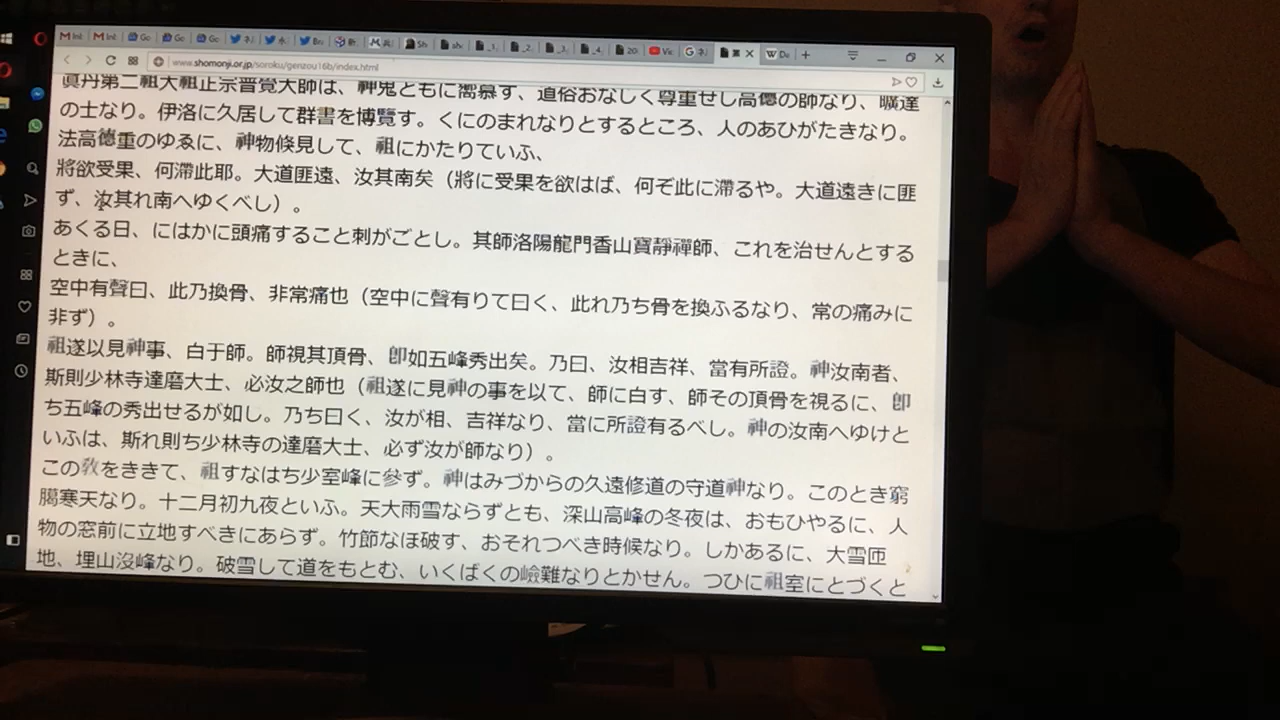 www.shomonji.or.jp/soroku/genzou16b/index.html
眞丹第二祖大祖正宗普覺大師は、神鬼ともに嚮慕す、道俗おなじく尊重せし高德の師なり、曠達
の士なり。伊洛に久居して群書を博覽す。くにのまれなりとするところ、人のあひがたきなり。
法高德重のゆゑに、神物倐見して、祖にかたりていふ、
將欲受果、何滯此耶。大道匪遠、汝其南矣（將に受果を欲はば、何ぞ此に滯るや。大道遠きに匪
ず、汝其れ南へゆくべし）。
あくる日、にはかに頭痛すること刺がごとし。其師洛陽龍門香山寶靜禪師、これを治せんとする
ときに、
空中有聲曰、此乃換骨、非常痛也（空中に聲有りて曰く、此れ乃ち骨を換ふるなり、常の痛みに
非ず）。
祖遂以見神事、白于師。師視其頂骨、卽如五峰秀出矣。乃曰、汝相吉祥、當有所證。神汝南者、
斯則少林寺達磨大士、必汝之師也（祖遂に見神の事を以て、師に白す、師その頂骨を視るに、卽
ち五峰の秀出せるが如し。乃ち曰く、汝が相、吉祥なり、當に所證有るべし。神の汝南へゆけと
いふは、斯れ則ち少林寺の達磨大士、必ず汝が師なり）。
この敎をききて、祖すなはち少室峰に參ず。神はみづからの久遠修道の守道神なり。このとき窮
臈寒天なり。十二月初九夜といふ。天大雨雪ならずとも、深山高峰の冬夜は、おもひやるに、人
物の窓前に立地すべきにあらず。竹節なほ破す、おそれつべき時候なり。しかあるに、大雪匝
地、埋山沒峰なり。破雪して道をもとむ、いくばくの嶮難なりとかせん。つひに祖室にとづくと